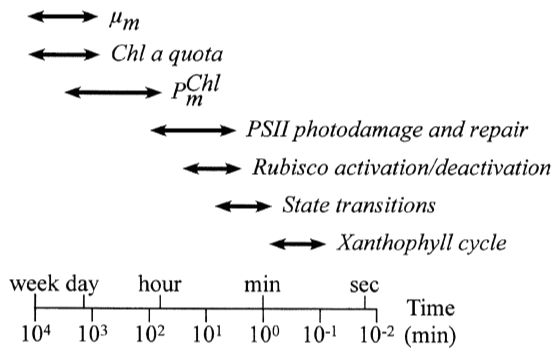 μm
Chl a quota
PmChl
PSII photodamage and repair
Rubisco activation/deactivation
State transitions
Xanthophyll cycle
week day hour min sec
Time
10⁴ 10³ 10² 10¹ 10⁰ 10⁻¹ 10⁻² (min)